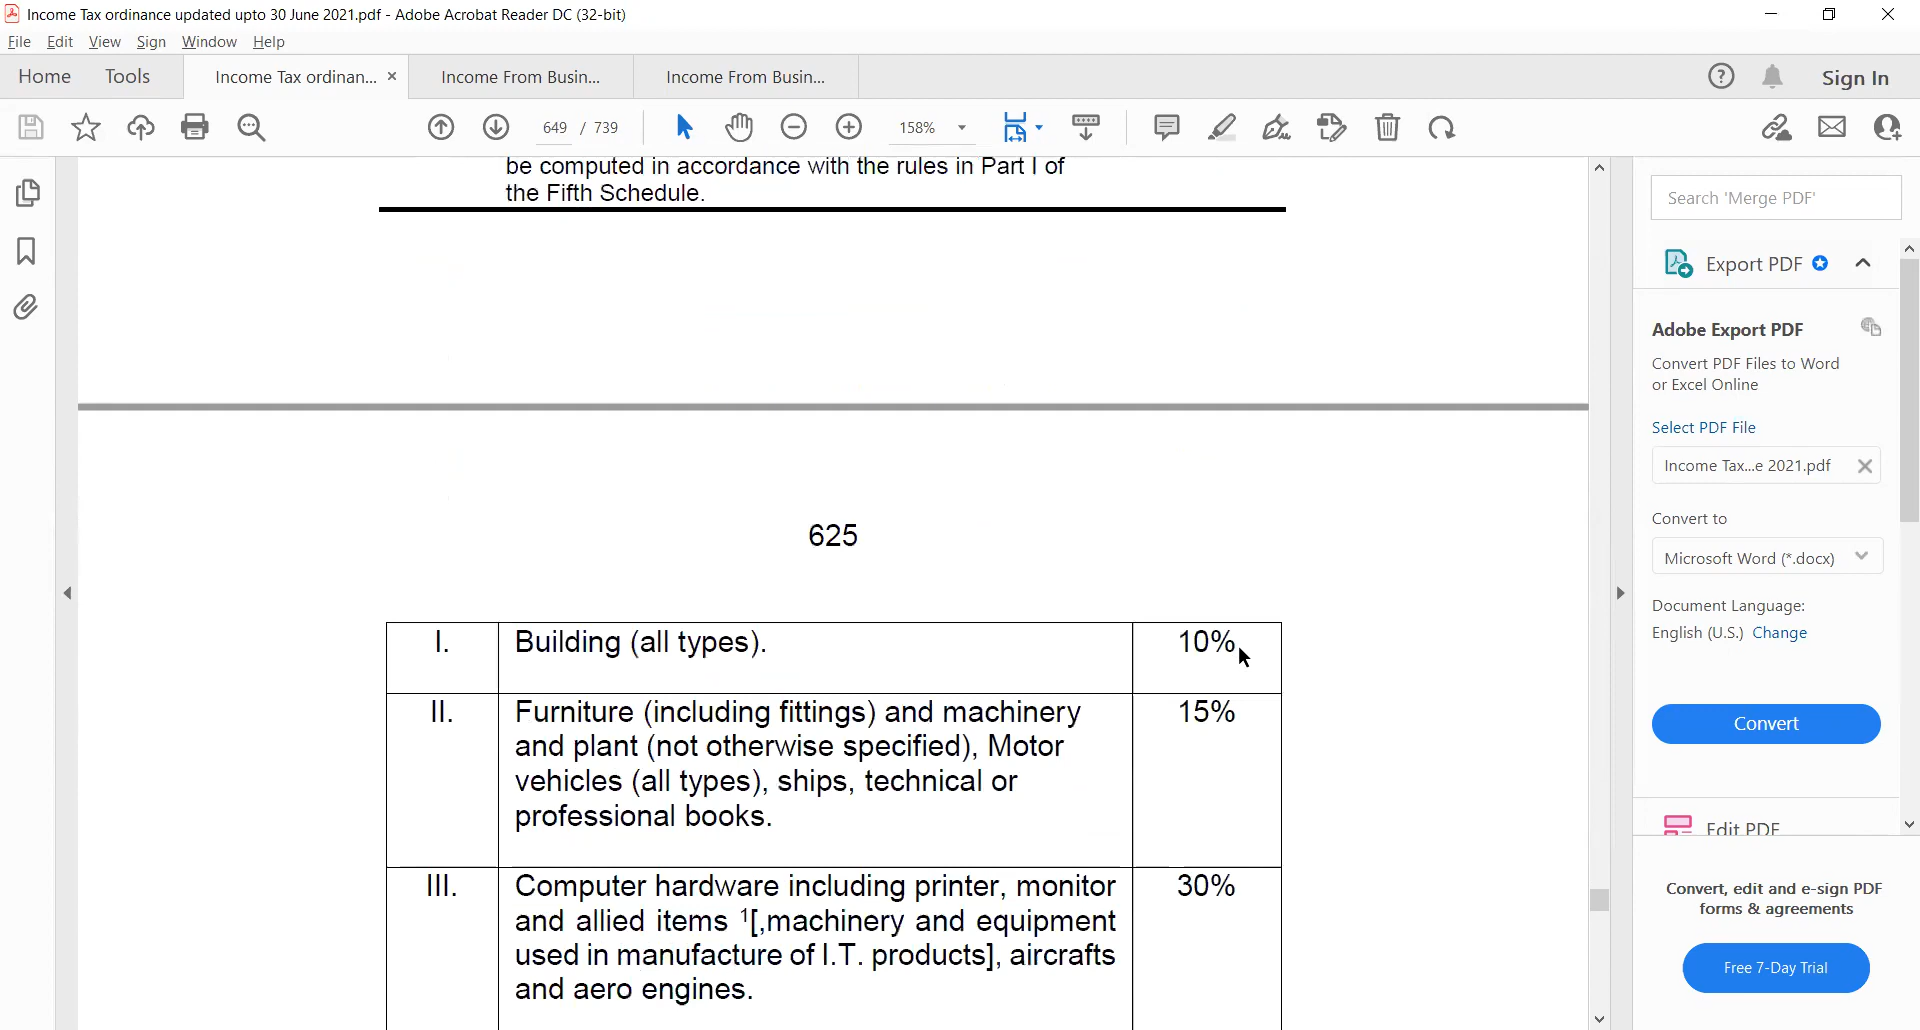 Income Tax ordinance updated upto 30 June 2021.pdf - Adobe Acrobat Reader DC (32-bit)
File Edit View Sign Window Help
Home Tools Income Tax ordinan... × Income From Busin... Income From Busin... Sign In
649 / 739 158%
be computed in accordance with the rules in Part I of
the Fifth Schedule.
625
I. Building (all types). 10%
II. Furniture (including fittings) and machinery 15%
and plant (not otherwise specified), Motor
vehicles (all types), ships, technical or
professional books.
III. Computer hardware including printer, monitor 30%
and allied items ¹[,machinery and equipment
used in manufacture of I.T. products], aircrafts
and aero engines.
Search 'Merge PDF'
Export PDF
Adobe Export PDF
Convert PDF Files to Word
or Excel Online
Select PDF File
Income Tax...e 2021.pdf
Convert to
Microsoft Word (*.docx)
Document Language:
English (U.S.) Change
Convert
Edit PDF
Convert, edit and e-sign PDF
forms & agreements
Free 7-Day Trial